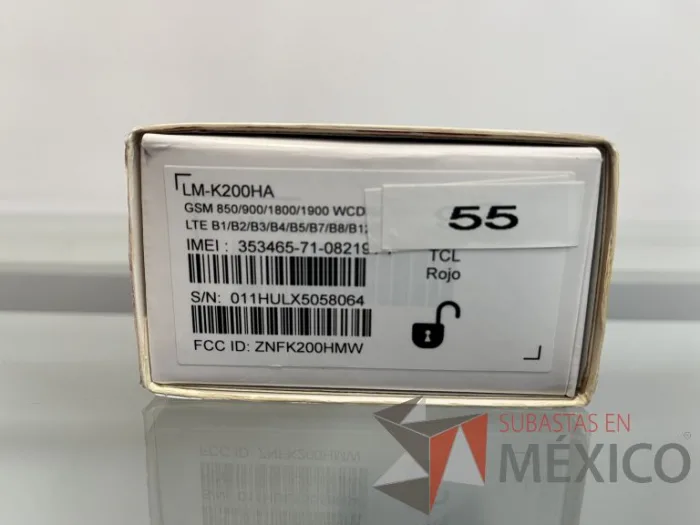 LM-K200HA
GSM 850/900/1800/1900 WCD
LTE B1/B2/B3/B4/B5/B7/B8/B12
55
IMEI : 353465-71-08219
TCL
Rojo
S/N: 011HULX5058064
FCC ID: ZNFK200HMW
SUBASTAS EN
MÉXICO